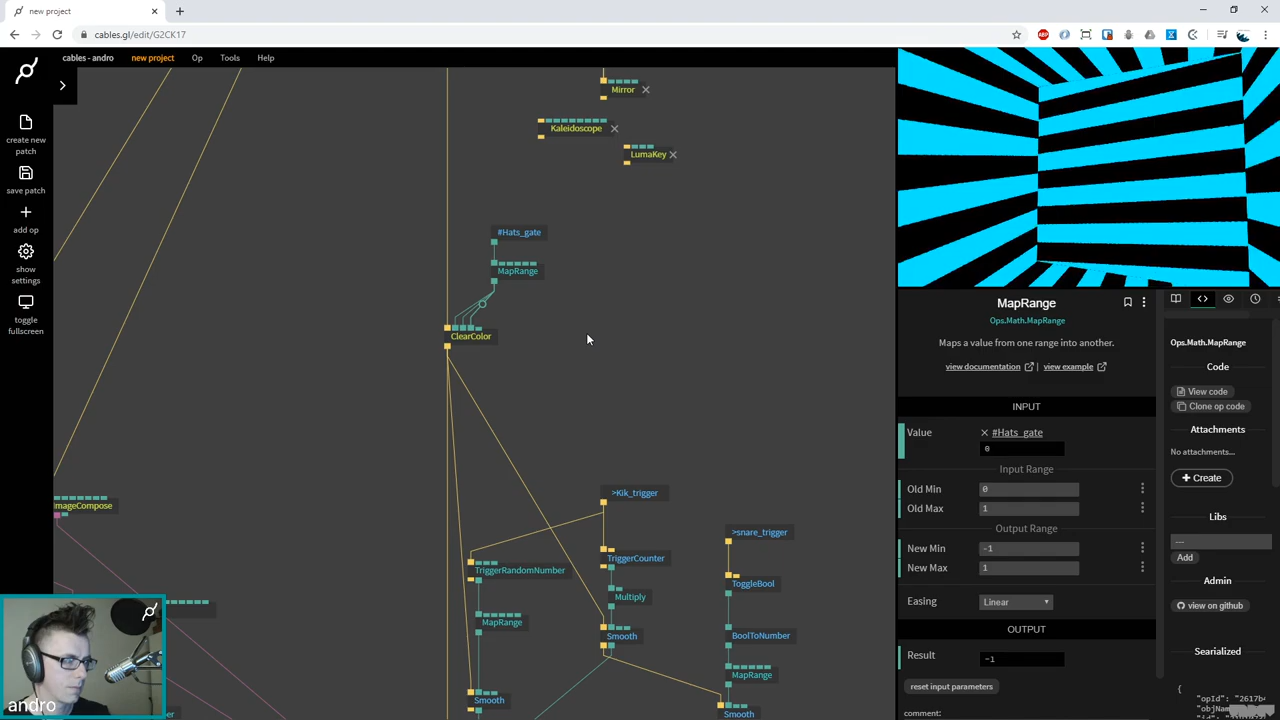 new project
cables.gl/edit/G2CK17
cables - andro new project Op Tools Help
create new
patch
save patch
add op
show
settings
toggle
fullscreen
Mirror
Kaleidoscope
LumaKey
#Hats_gate
MapRange
ClearColor
ImageCompose
>Kik_trigger
>snare_trigger
TriggerCounter
TriggerRandomNumber
ToggleBool
Multiply
MapRange
Smooth
BoolToNumber
MapRange
Smooth
Smooth
andro
MapRange
Ops.Math.MapRange
Maps a value from one range into another.
view documentation | view example
INPUT
Value #Hats_gate
0
Input Range
Old Min 0
Old Max 1
Output Range
New Min -1
New Max 1
Easing Linear
OUTPUT
Result -1
reset input parameters
comment:
Ops.Math.MapRange
Code
View code
Clone op code
Attachments
No attachments...
+ Create
Libs
---
Add
Admin
view on github
Searialized
{
"opId": "2617b
"objNam